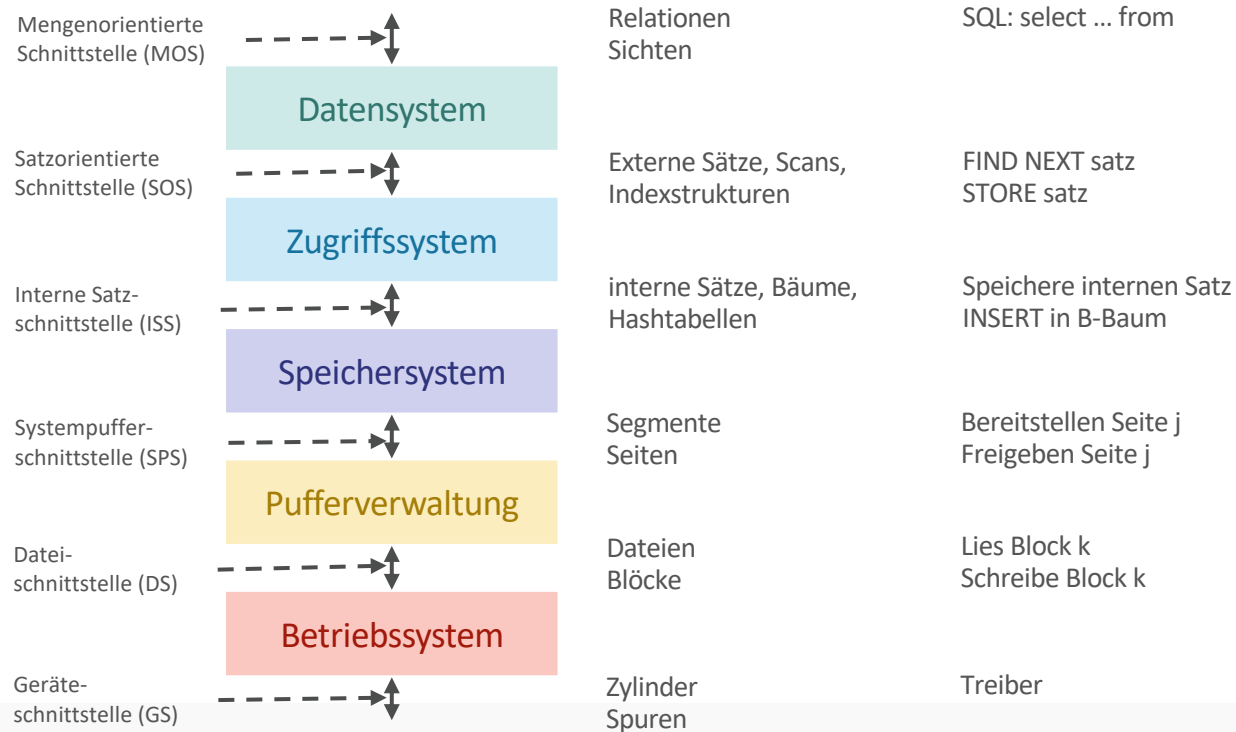 Mengenorientierte
Schnittstelle (MOS)
Relationen
Sichten
SQL: select ... from
Datensystem
Satzorientierte
Schnittstelle (SOS)
Externe Sätze, Scans,
Indexstrukturen
FIND NEXT satz
STORE satz
Zugriffssystem
Interne Satz-
schnittstelle (ISS)
interne Sätze, Bäume,
Hashtabellen
Speichere internen Satz
INSERT in B-Baum
Speichersystem
Systempuffer-
schnittstelle (SPS)
Segmente
Seiten
Bereitstellen Seite j
Freigeben Seite j
Pufferverwaltung
Datei-
schnittstelle (DS)
Dateien
Blöcke
Lies Block k
Schreibe Block k
Betriebssystem
Geräte-
schnittstelle (GS)
Zylinder
Spuren
Treiber